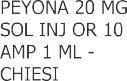 PEYONA 20 MG
SOL INJ OR 10
AMP 1 ML -
CHIESI